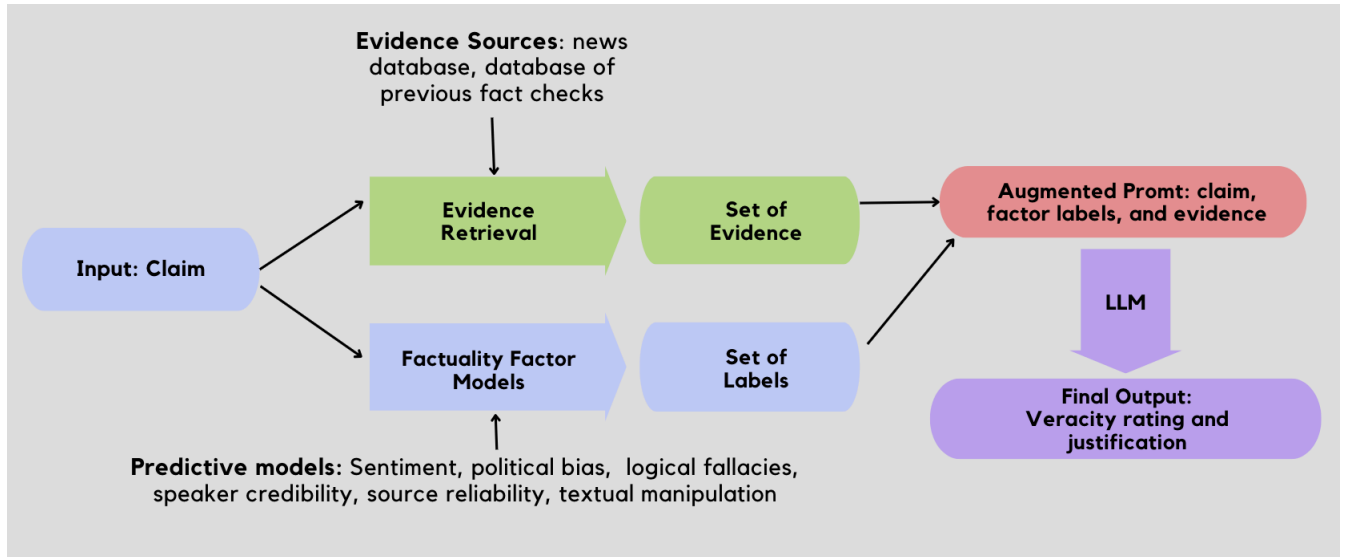 Evidence Sources: news
database, database of
previous fact checks
Input: Claim
Evidence
Retrieval
Set of
Evidence
Augmented Promt: claim,
factor labels, and evidence
LLM
Factuality Factor
Models
Set of
Labels
Final Output:
Veracity rating and
justification
Predictive models: Sentiment, political bias, logical fallacies,
speaker credibility, source reliability, textual manipulation